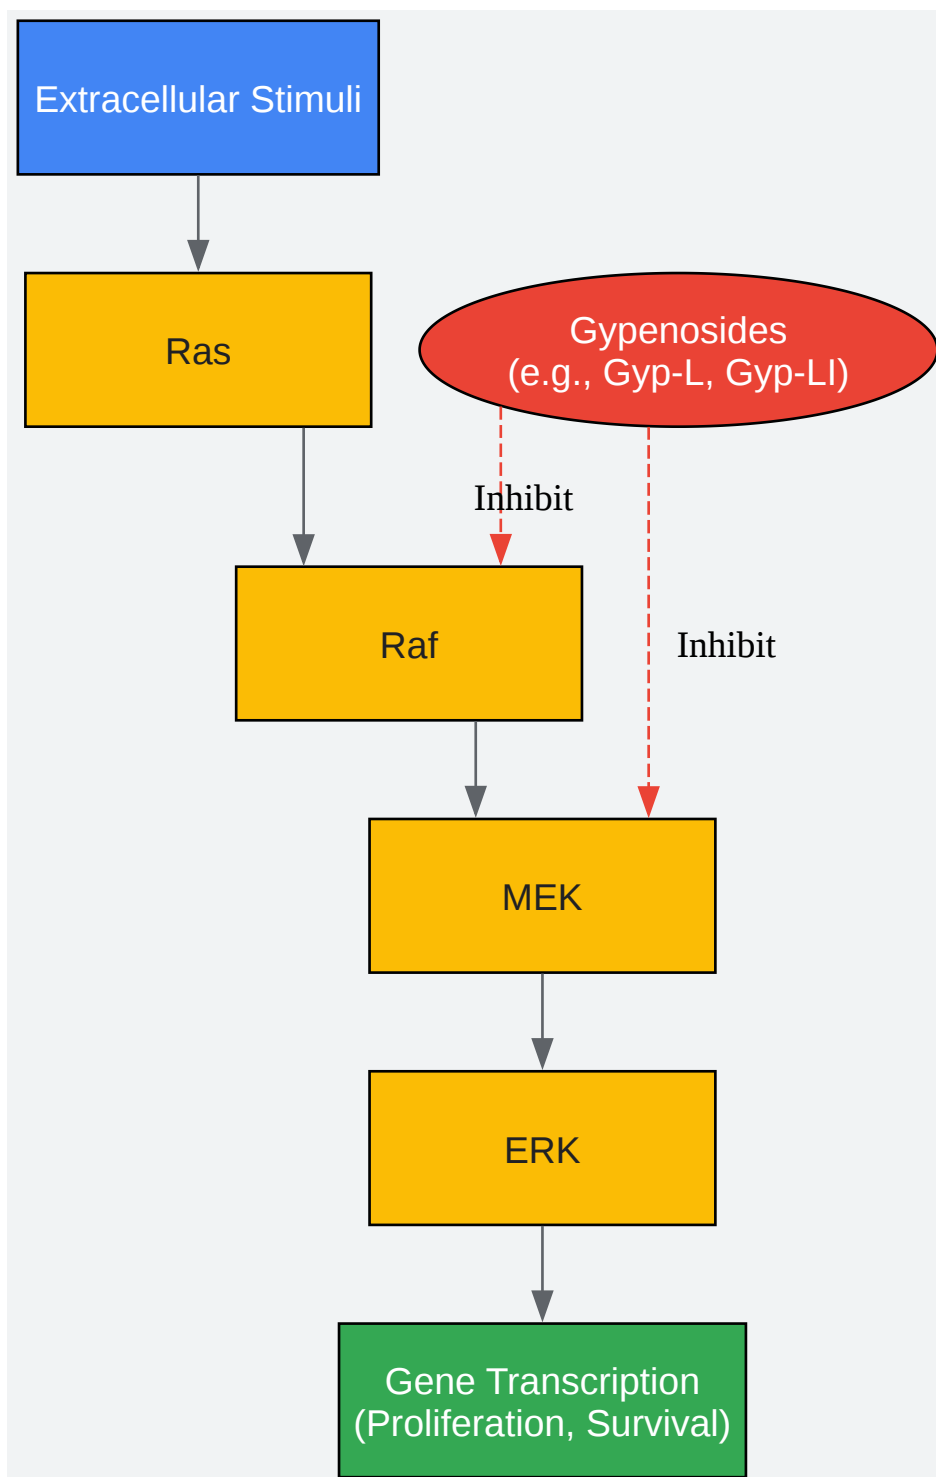 Extracellular Stimuli
Ras
Gypenosides
(e.g., Gyp-L, Gyp-LI)
Inhibit
Raf
Inhibit
MEK
ERK
Gene Transcription
(Proliferation, Survival)